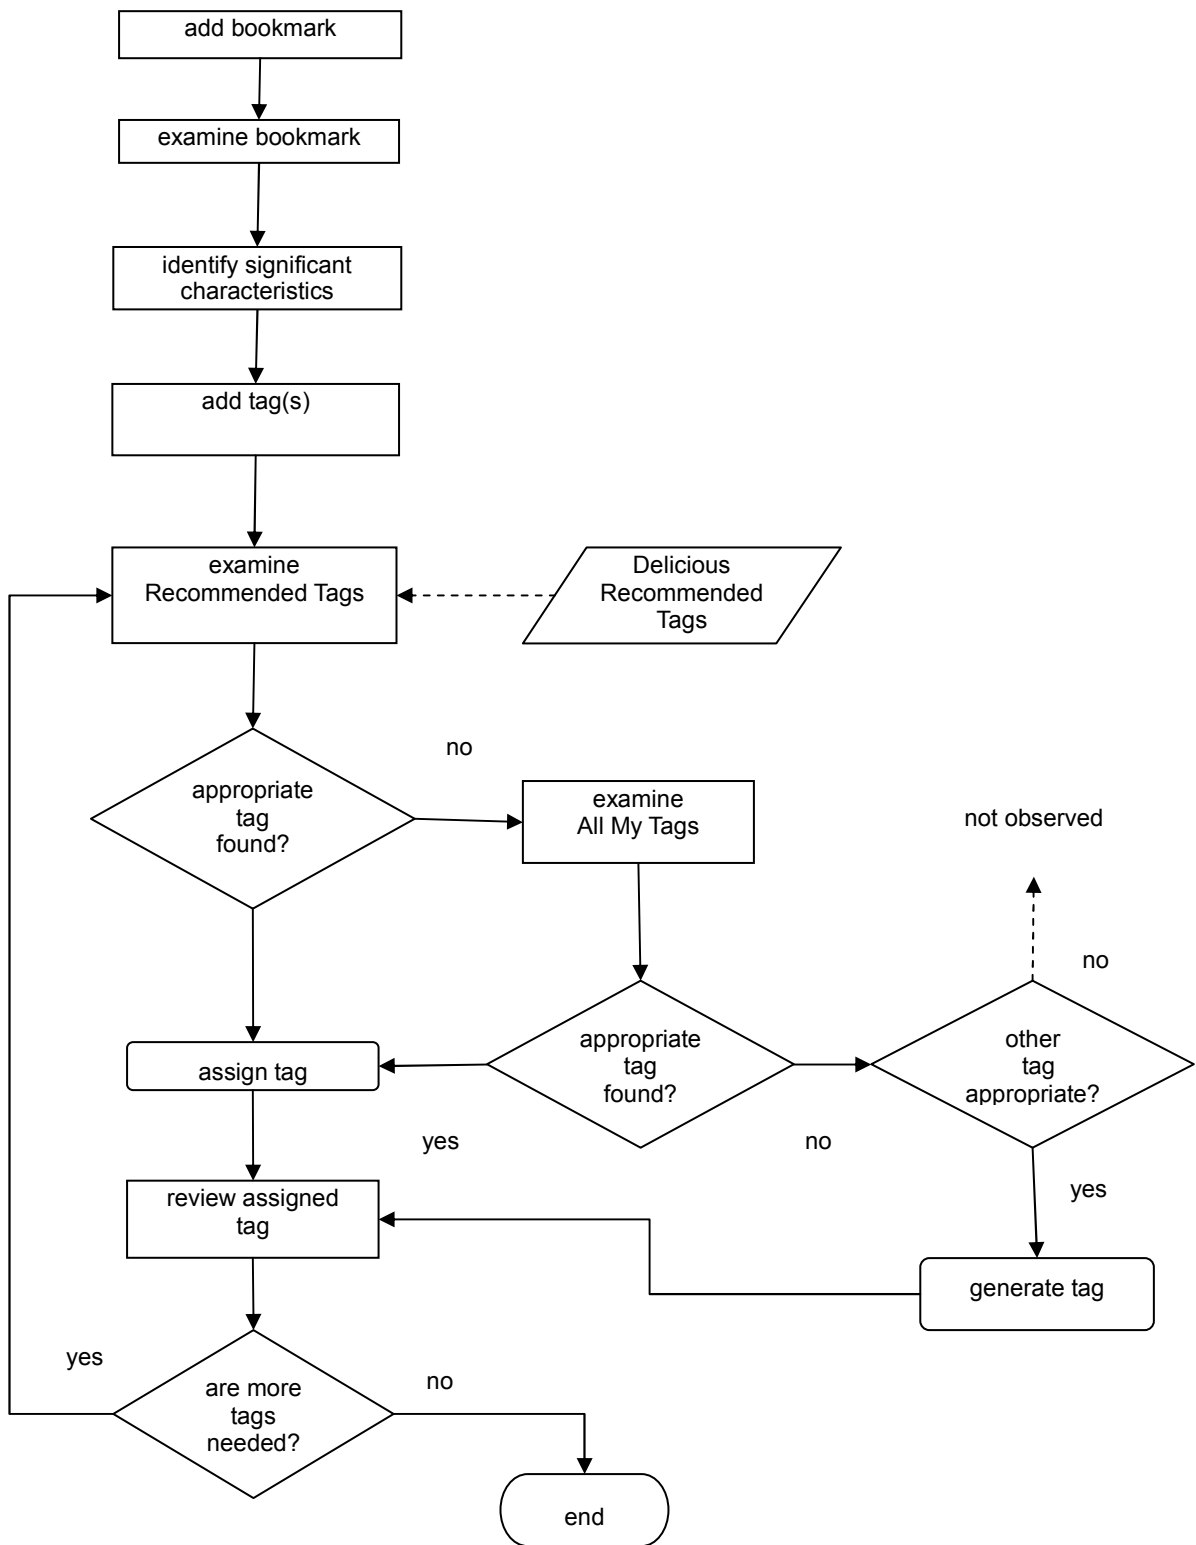 add bookmark
examine bookmark
identify significant
characteristics
add tag(s)
examine
Recommended Tags
Delicious
Recommended
Tags
appropriate
tag
found?
no
examine
All My Tags
not observed
assign tag
appropriate
tag
found?
yes
no
other
tag
appropriate?
no
yes
review assigned
tag
generate tag
yes
are more
tags
needed?
no
end